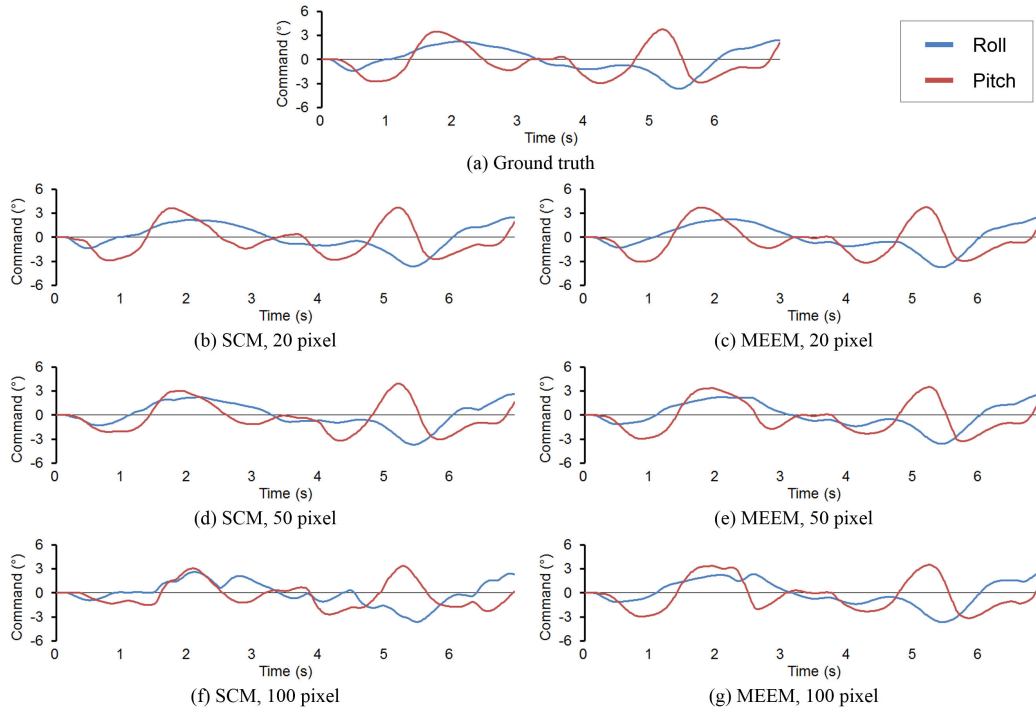 Command (°)
6
3
0
-3
-6
0 1 2 3 4 5 6
Time (s)
(a) Ground truth
Roll
Pitch
Command (°)
6
3
0
-3
-6
0 1 2 3 4 5 6
Time (s)
(b) SCM, 20 pixel
Command (°)
6
3
0
-3
-6
0 1 2 3 4 5 6
Time (s)
(c) MEEM, 20 pixel
Command (°)
6
3
0
-3
-6
0 1 2 3 4 5 6
Time (s)
(d) SCM, 50 pixel
Command (°)
6
3
0
-3
-6
0 1 2 3 4 5 6
Time (s)
(e) MEEM, 50 pixel
Command (°)
6
3
0
-3
-6
0 1 2 3 4 5 6
Time (s)
(f) SCM, 100 pixel
Command (°)
6
3
0
-3
-6
0 1 2 3 4 5 6
Time (s)
(g) MEEM, 100 pixel